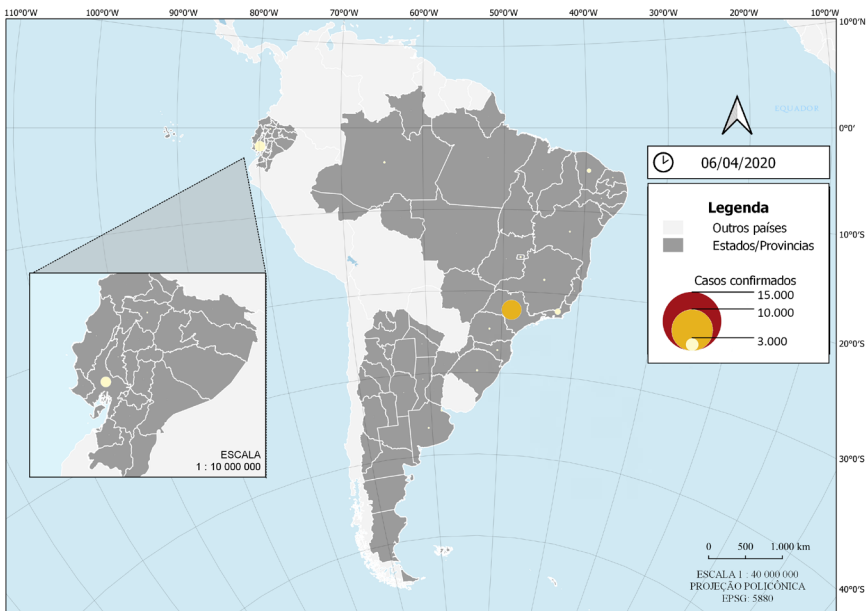 110°0'W 100°0'W 90°0'W 80°0'W 70°0'W 60°0'W 50°0'W 40°0'W 30°0'W 20°0'W 10°0'W
10°0'N
EQUADOR
0°0'
06/04/2020
Legenda
Outros países
Estados/Provincias
10°0'S
Casos confirmados
15.000
10.000
3.000
20°0'S
ESCALA
1 : 10 000 000
30°0'S
0 500 1.000 km
ESCALA 1 : 40 000 000
PROJEÇÃO POLICÔNICA
EPSG: 5880
40°0'S